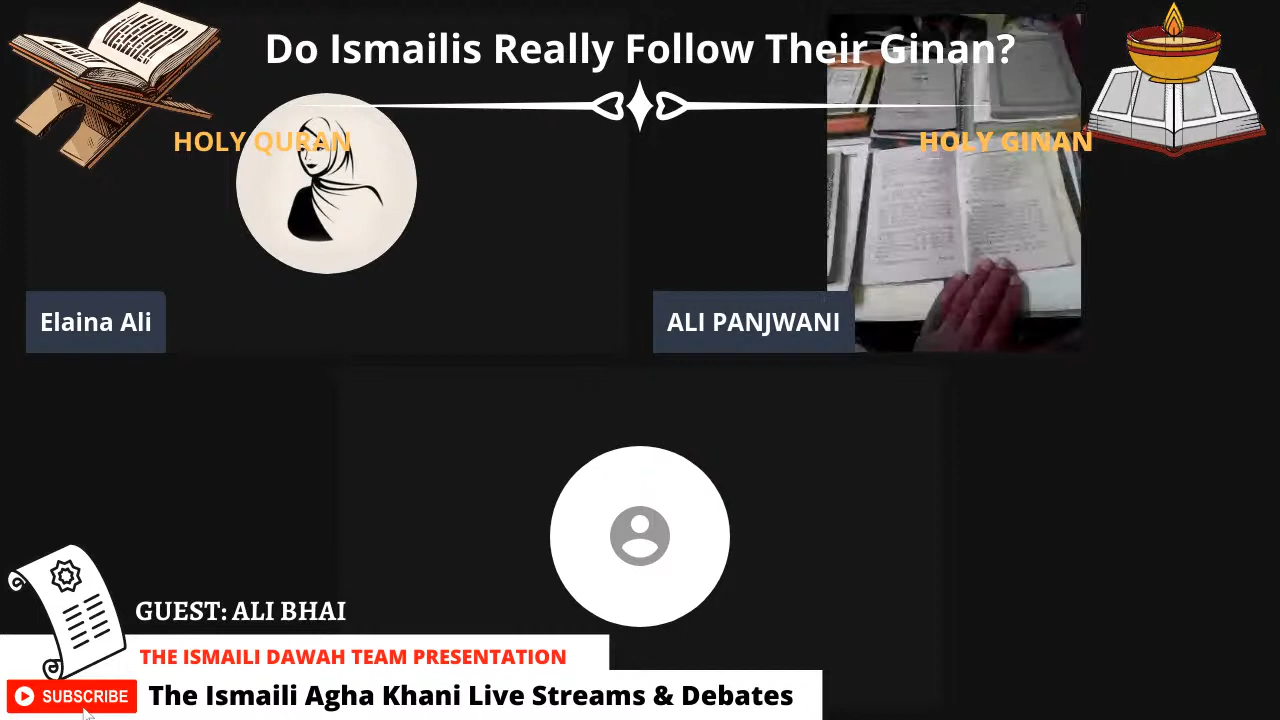 Do Ismailis Really Follow Their Ginan?
HOLY QURAN
HOLY GINAN
Elaina Ali
ALI PANJWANI
GUEST: ALI BHAI
THE ISMAILI DAWAH TEAM PRESENTATION
SUBSCRIBE
The Ismaili Agha Khani Live Streams & Debates